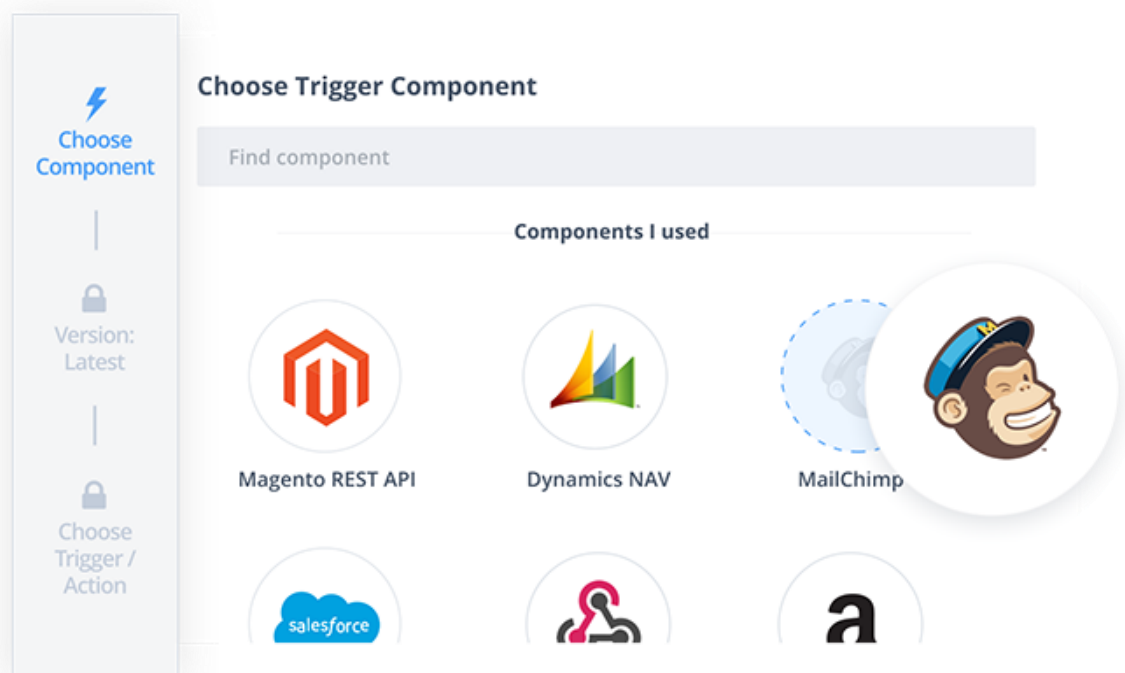 Choose
Component
Version:
Latest
Choose
Trigger /
Action
Choose Trigger Component
Find component
Components I used
Magento REST API
Dynamics NAV
MailChimp
salesforce
a